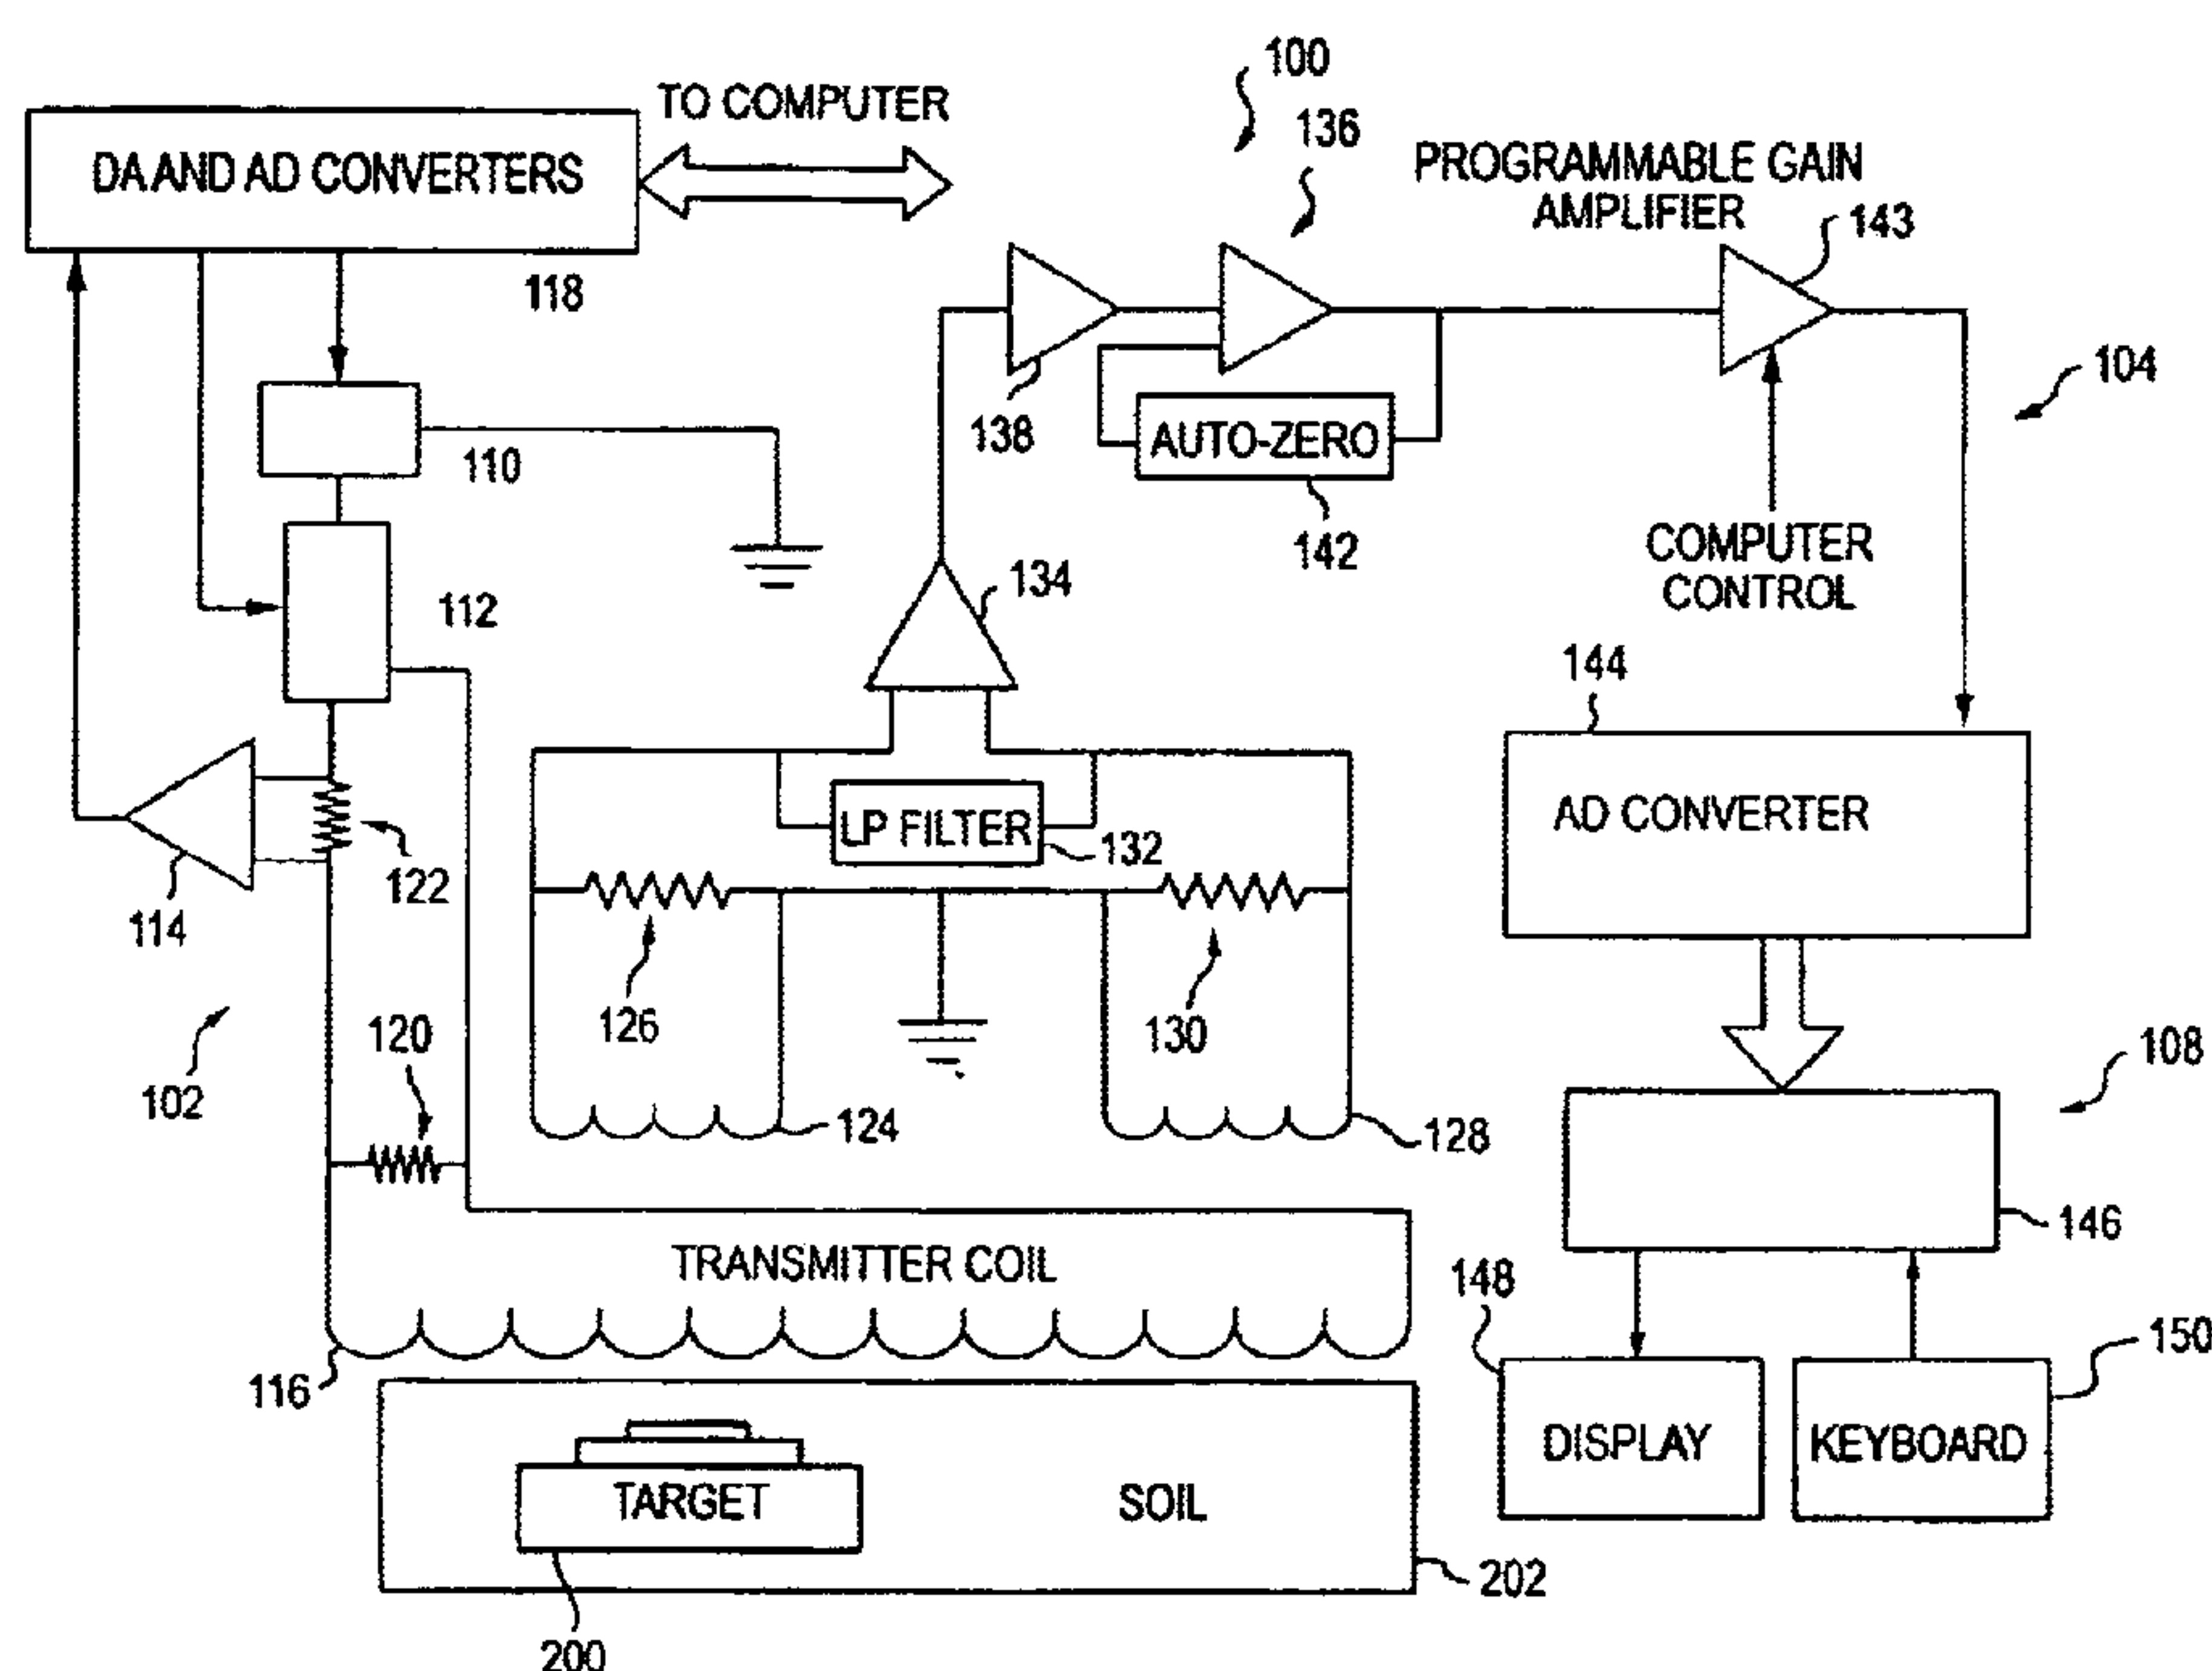 100
TO COMPUTER
136
DA AND AD CONVERTERS
PROGRAMMABLE GAIN
AMPLIFIER
143
118
104
138
AUTO-ZERO
110
142
COMPUTER
CONTROL
134
112
144
AD CONVERTER
LP FILTER
132
122
114
126
130
120
108
102
124
128
146
TRANSMITTER COIL
148
150
116
DISPLAY
KEYBOARD
TARGET
SOIL
202
200